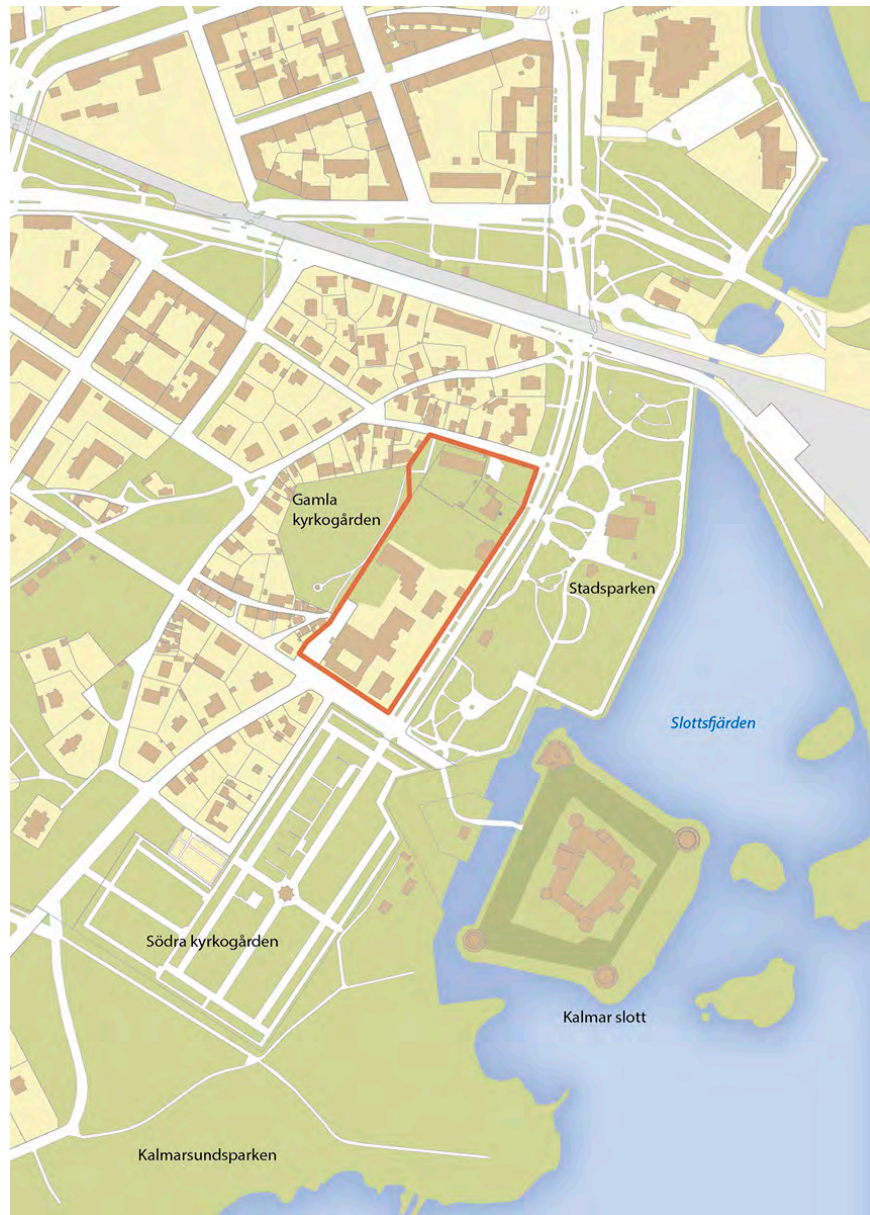 Gamla
kyrkogården
Stadsparken
Slottsfjärden
Södra kyrkogården
Kalmar slott
Kalmarsundsparken